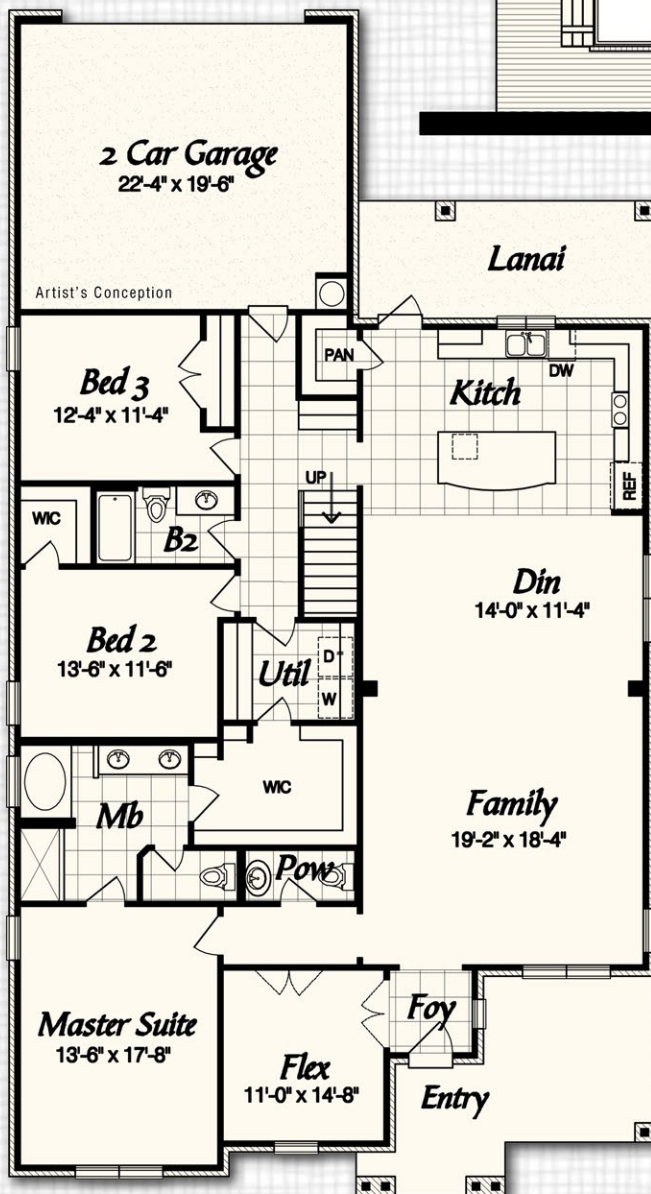 2 Car Garage
22'-4" x 19'-6"
Artist's Conception
Lanai
PAN
Kitch
DW
REF
Bed 3
12'-4" x 11'-4"
UP
WIC
B2
Din
14'-0" x 11'-4"
Bed 2
13'-6" x 11'-6"
Util
D
W
WIC
Family
19'-2" x 18'-4"
Mb
Pow
Master Suite
13'-6" x 17'-8"
Foy
Flex
11'-0" x 14'-8"
Entry